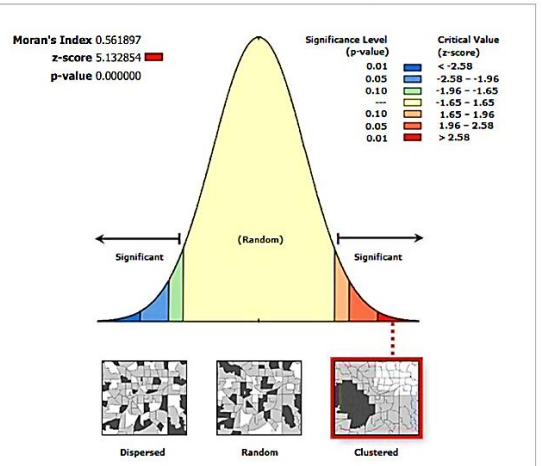 Moran's Index 0.561897
z-score 5.132854
p-value 0.000000
Significance Level
(p-value)
0.01
0.05
0.10
---
0.10
0.05
0.01
Critical Value
(z-score)
< -2.58
-2.58 – -1.96
-1.96 – -1.65
-1.65 – 1.65
1.65 – 1.96
1.96 – 2.58
> 2.58
(Random)
Significant
Significant
Dispersed
Random
Clustered